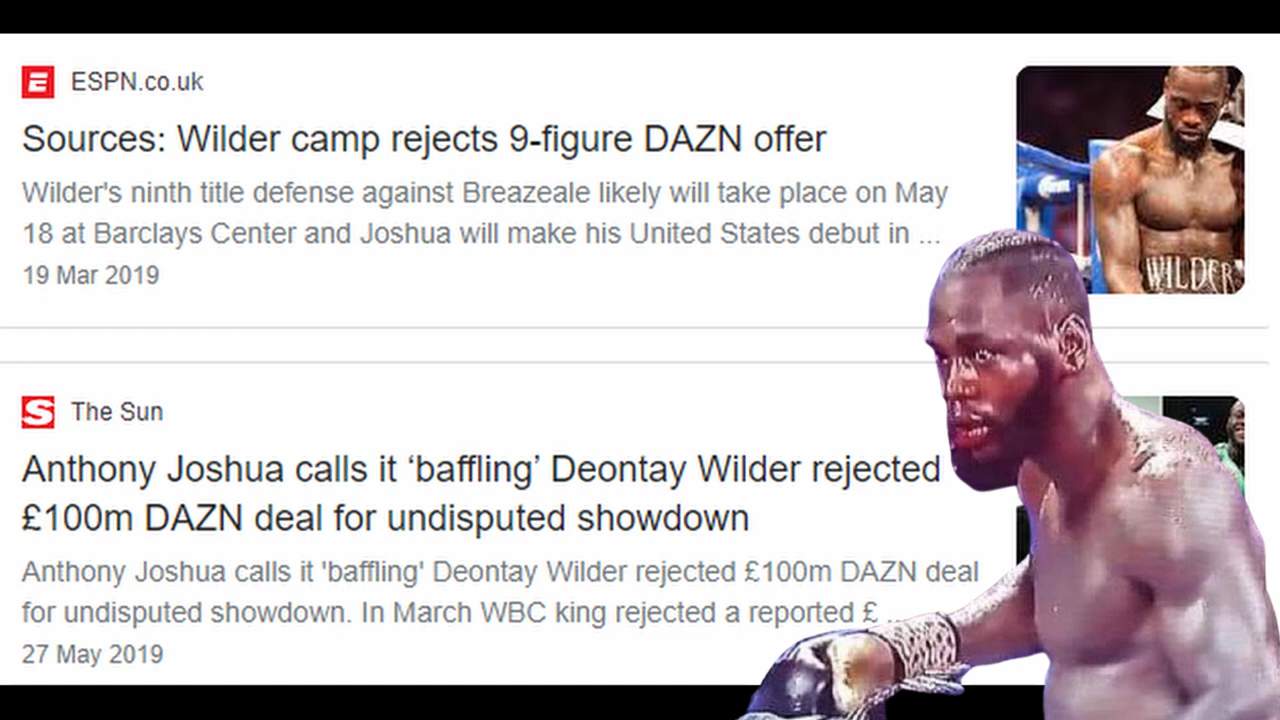 ESPN.co.uk
Sources: Wilder camp rejects 9-figure DAZN offer
Wilder's ninth title defense against Breazeale likely will take place on May
18 at Barclays Center and Joshua will make his United States debut in ...
19 Mar 2019
WILDER
The Sun
Anthony Joshua calls it ‘baffling’ Deontay Wilder rejected
£100m DAZN deal for undisputed showdown
Anthony Joshua calls it 'baffling' Deontay Wilder rejected £100m DAZN deal
for undisputed showdown. In March WBC king rejected a reported £ ...
27 May 2019